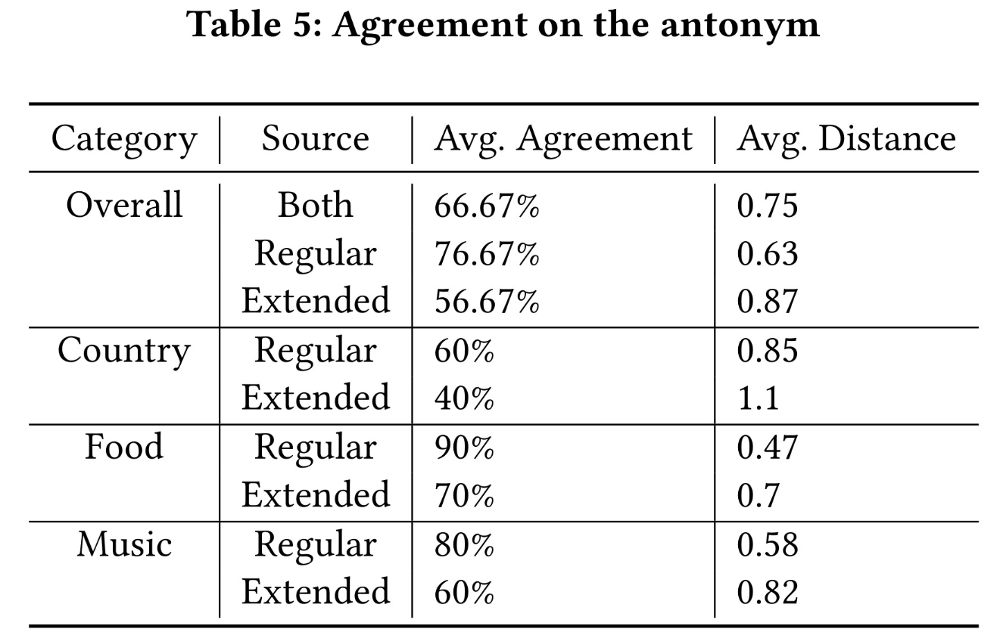 Table 5: Agreement on the antonym
Category Source Avg. Agreement Avg. Distance
Overall Both 66.67% 0.75
Regular 76.67% 0.63
Extended 56.67% 0.87
Country Regular 60% 0.85
Extended 40% 1.1
Food Regular 90% 0.47
Extended 70% 0.7
Music Regular 80% 0.58
Extended 60% 0.82